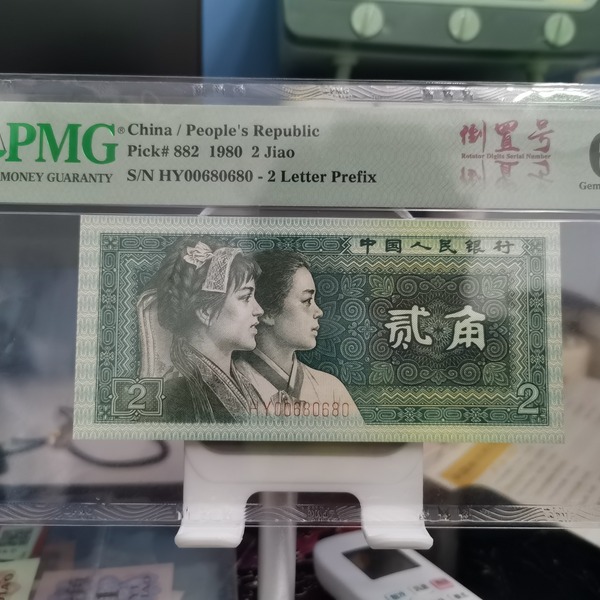 PMG®
MONEY GUARANTY
China / People's Republic
Pick# 882 1980 2 Jiao
S/N HY00680680 - 2 Letter Prefix
倒置号
Rotator Digits Serial Number
6
Gem
中国人民银行
贰角
2
HY00680680
2